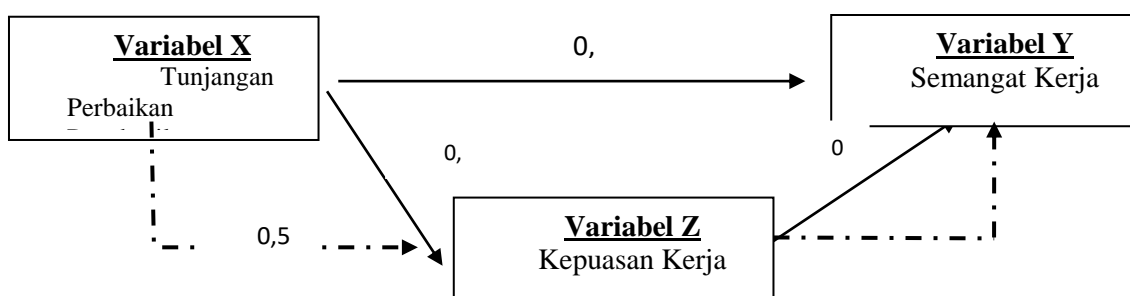 Variabel X
Tunjangan
Perbaikan
0,
Variabel Y
Semangat Kerja
0,
0
0,5
Variabel Z
Kepuasan Kerja